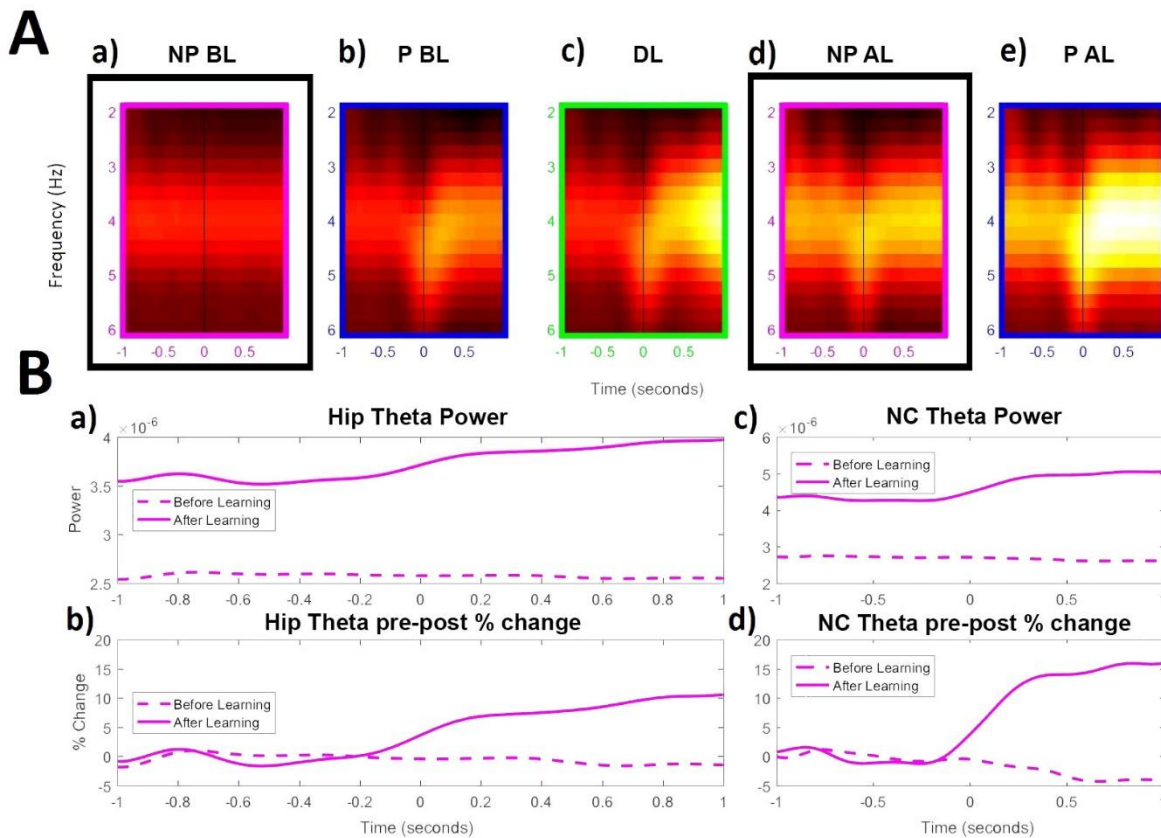 A
a) NP BL
b) P BL
c) DL
d) NP AL
e) P AL
Frequency (Hz)
2
3
4
5
6
-1 -0.5 0 0.5
2
3
4
5
6
-1 -0.5 0 0.5
2
3
4
5
6
-1 -0.5 0 0.5
2
3
4
5
6
-1 -0.5 0 0.5
2
3
4
5
6
-1 -0.5 0 0.5
Time (seconds)
B
a) Hip Theta Power
×10⁻⁶
4
3.5
3
2.5
Power
Before Learning
After Learning
-1 -0.8 -0.6 -0.4 -0.2 0 0.2 0.4 0.6 0.8 1
c) NC Theta Power
×10⁻⁶
6
5
4
3
2
Before Learning
After Learning
-1 -0.5 0 0.5 1
b) Hip Theta pre-post % change
20
15
10
5
0
-5
% Change
Before Learning
After Learning
-1 -0.8 -0.6 -0.4 -0.2 0 0.2 0.4 0.6 0.8 1
Time (seconds)
d) NC Theta pre-post % change
20
15
10
5
0
-5
Before Learning
After Learning
-1 -0.5 0 0.5 1
Time (seconds)